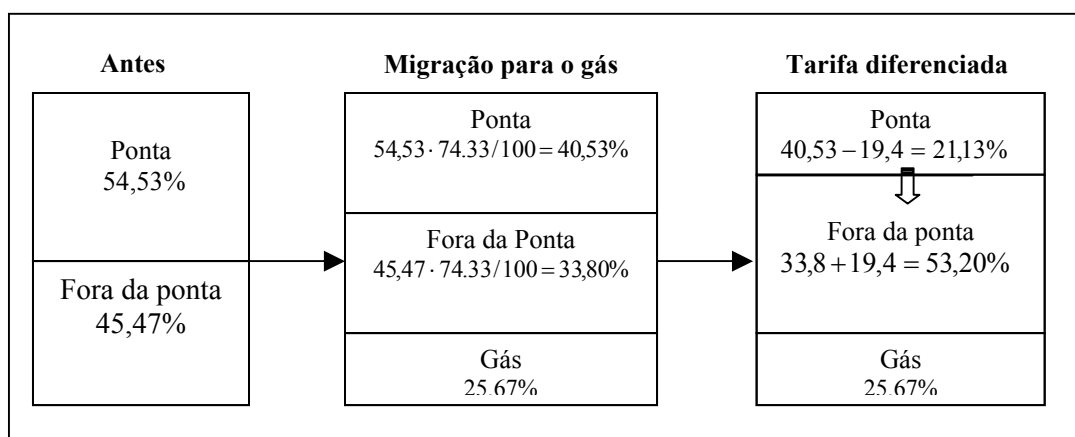 Antes
Ponta
54,53%
Fora da ponta
45,47%
Migração para o gás
Ponta
54,53 · 74.33/100 = 40,53%
Fora da Ponta
45,47 · 74.33/100 = 33,80%
Gás
25.67%
Tarifa diferenciada
Ponta
40,53 − 19,4 = 21,13%
Fora da ponta
33,8 + 19,4 = 53,20%
Gás
25.67%